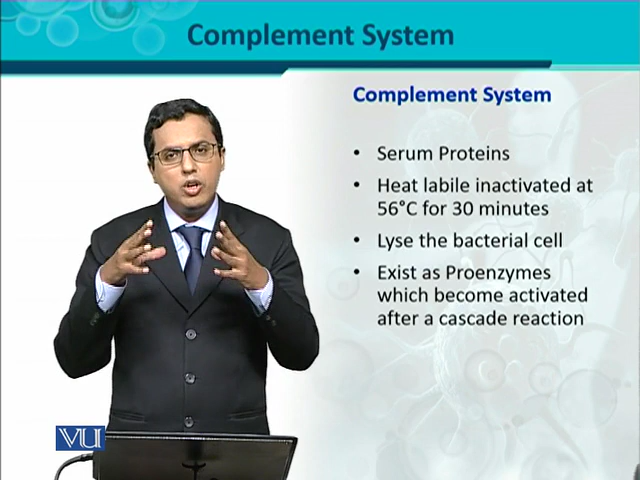 Complement System
Complement System
• Serum Proteins
• Heat labile inactivated at
56°C for 30 minutes
• Lyse the bacterial cell
• Exist as Proenzymes
which become activated
after a cascade reaction
VU